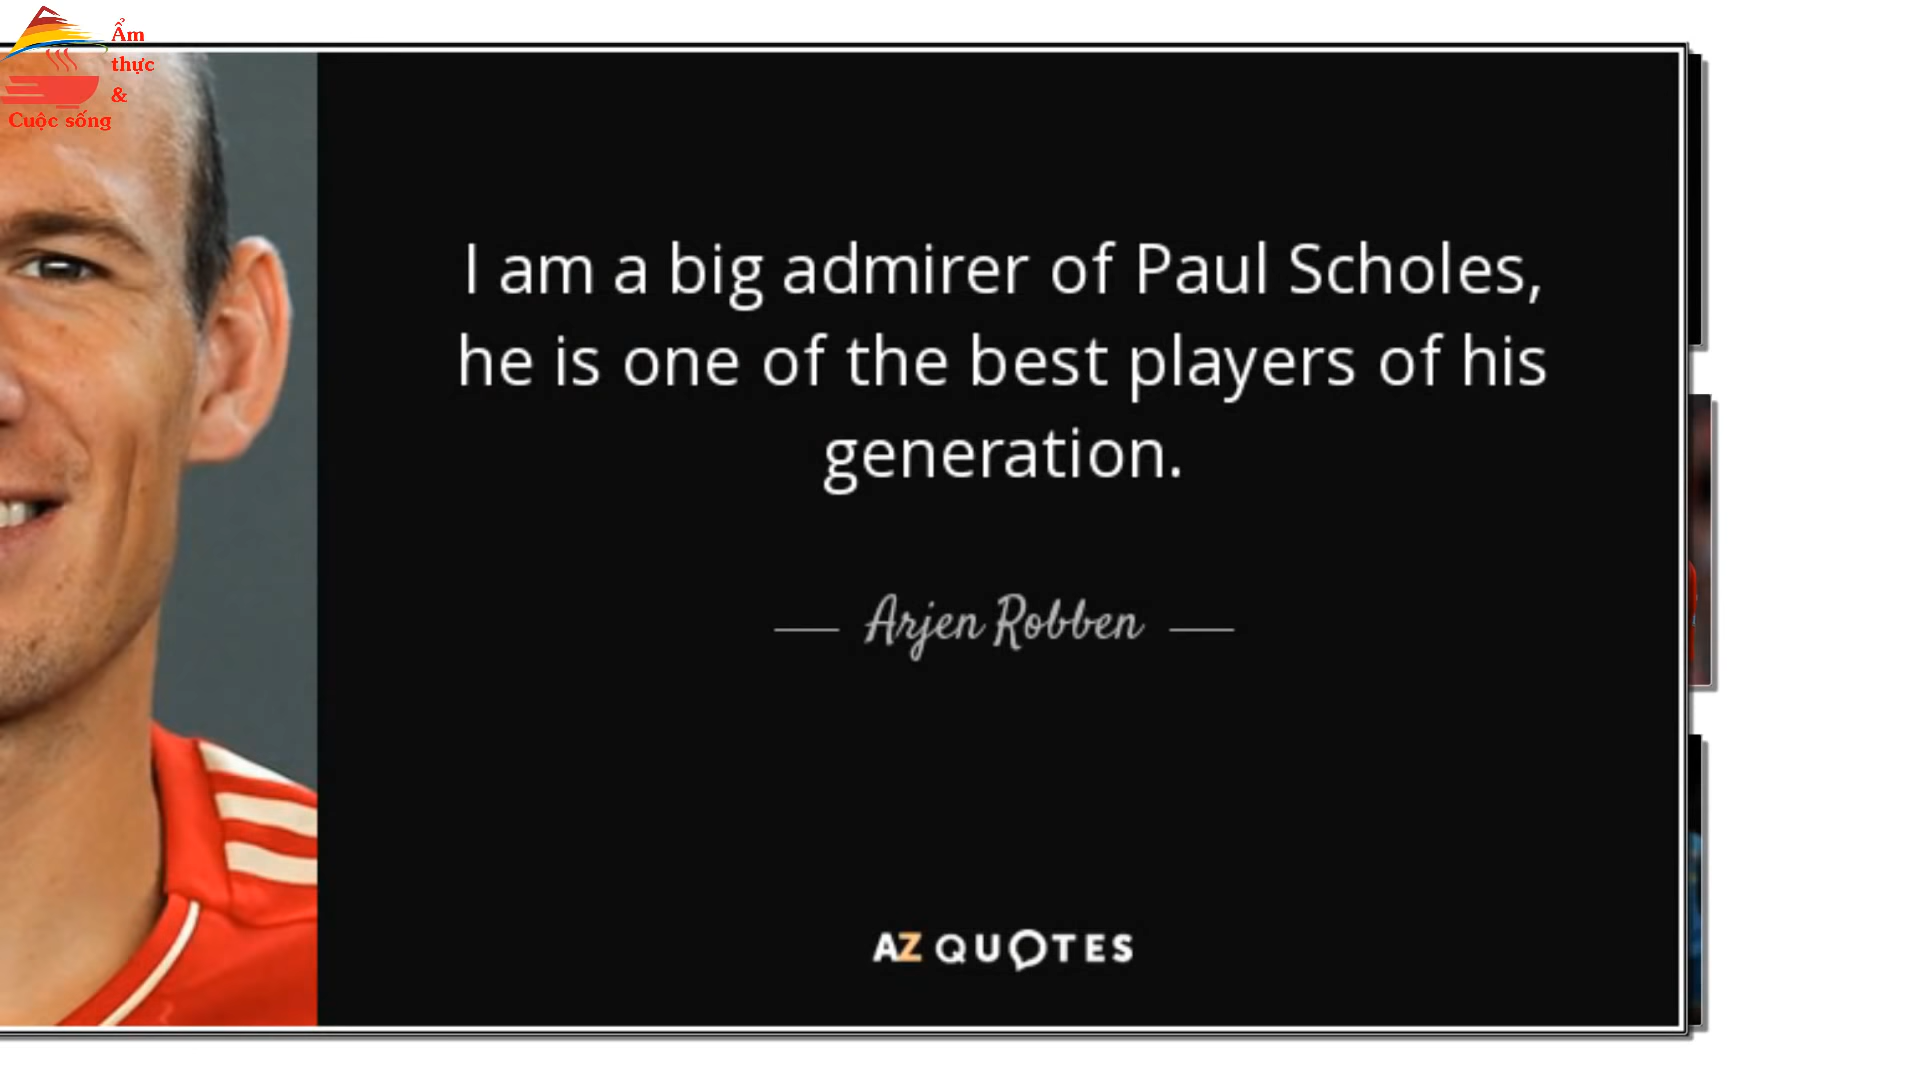 Ẩm
thực
&
Cuộc sống
I am a big admirer of Paul Scholes,
he is one of the best players of his
generation.
Arjen Robben
AZ QUOTES